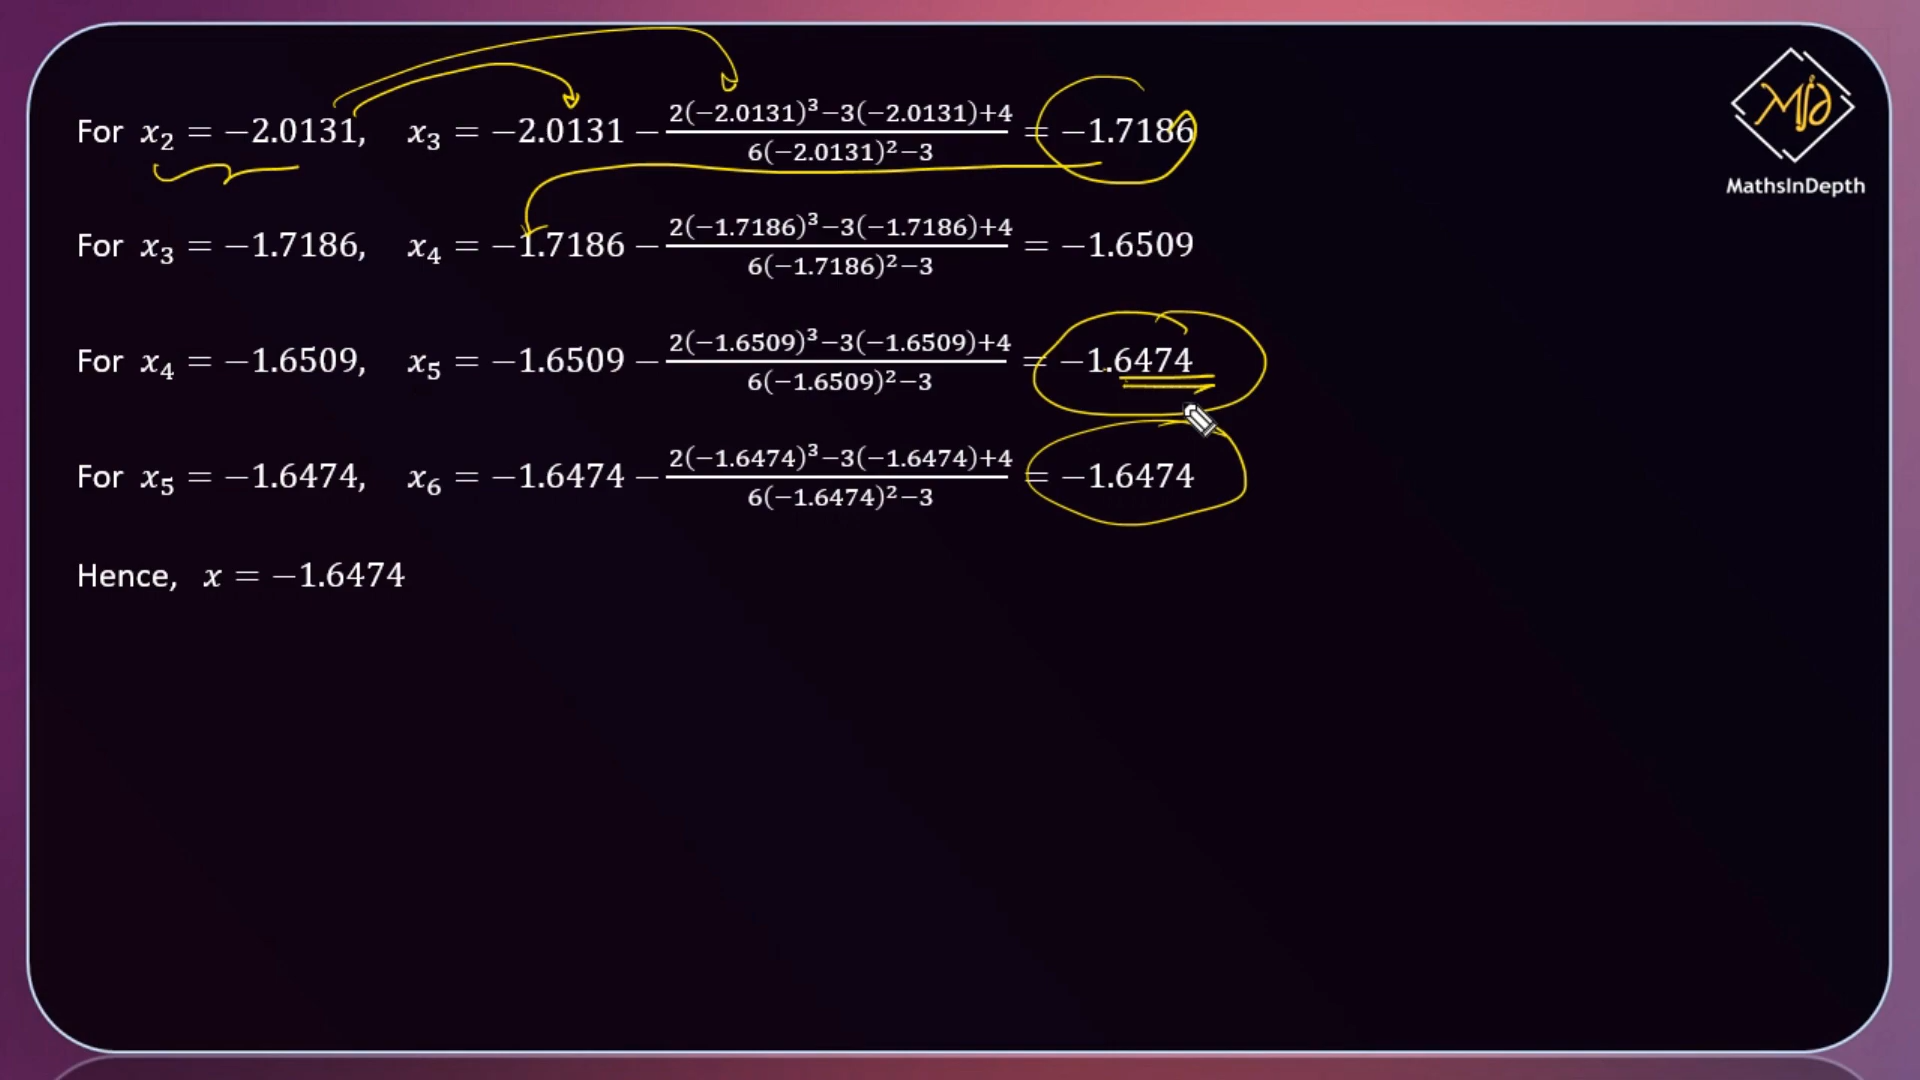 For x₂ = −2.0131, x₃ = −2.0131 − (2(−2.0131)³−3(−2.0131)+4)/(6(−2.0131)²−3) = −1.7186
For x₃ = −1.7186, x₄ = −1.7186 − (2(−1.7186)³−3(−1.7186)+4)/(6(−1.7186)²−3) = −1.6509
For x₄ = −1.6509, x₅ = −1.6509 − (2(−1.6509)³−3(−1.6509)+4)/(6(−1.6509)²−3) = −1.6474
For x₅ = −1.6474, x₆ = −1.6474 − (2(−1.6474)³−3(−1.6474)+4)/(6(−1.6474)²−3) = −1.6474
Hence, x = −1.6474
MathsInDepth